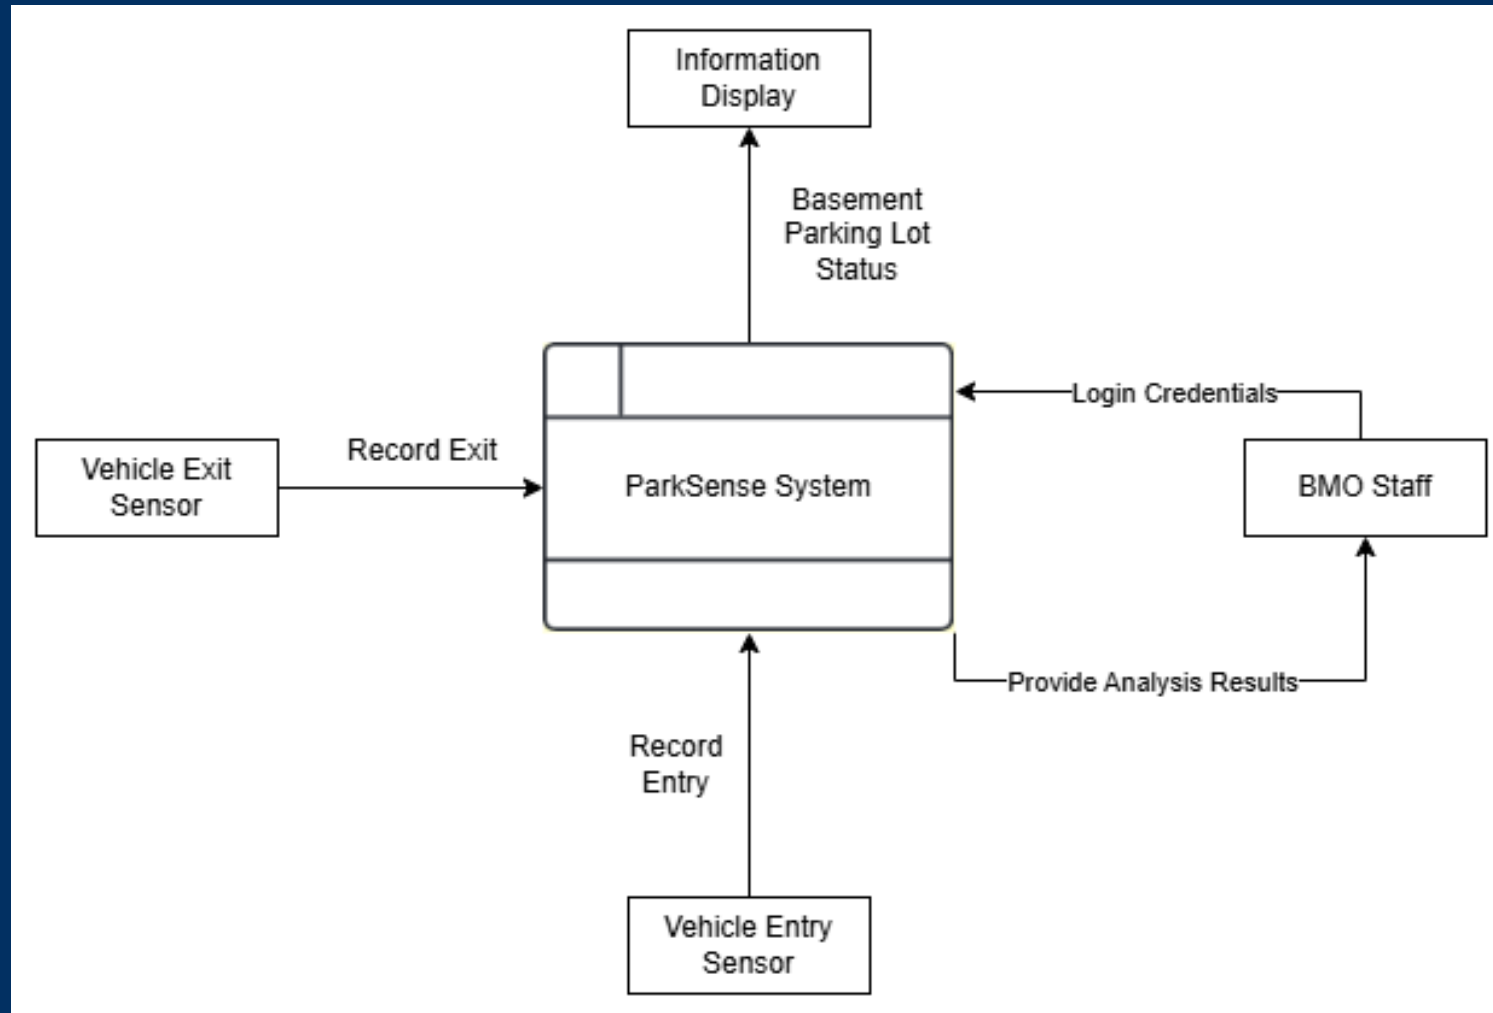 Information
Display
Basement
Parking Lot
Status
Login Credentials
Vehicle Exit
Sensor
Record Exit
ParkSense System
BMO Staff
Provide Analysis Results
Record
Entry
Vehicle Entry
Sensor